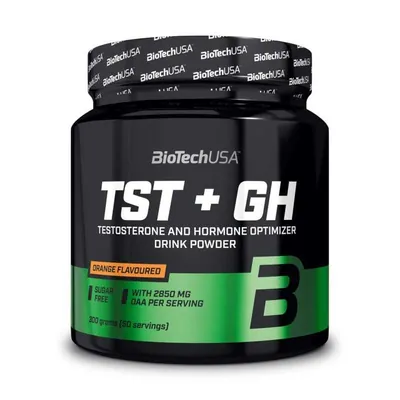 BioTechUSA
BioTechUSA
TST + GH
TESTOSTERONE AND HORMONE OPTIMIZER
DRINK POWDER
ORANGE FLAVOURED
SUGAR
FREE
WITH 2850 MG
DAA PER SERVING
300 grams (60 servings)
B